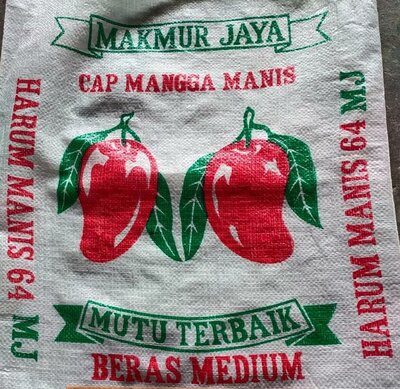 MAKMUR JAYA
CAP MANGGA MANIS
HARUM MANIS 64 MJ
HARUM MANIS 64 MJ
MUTU TERBAIK
BERAS MEDIUM